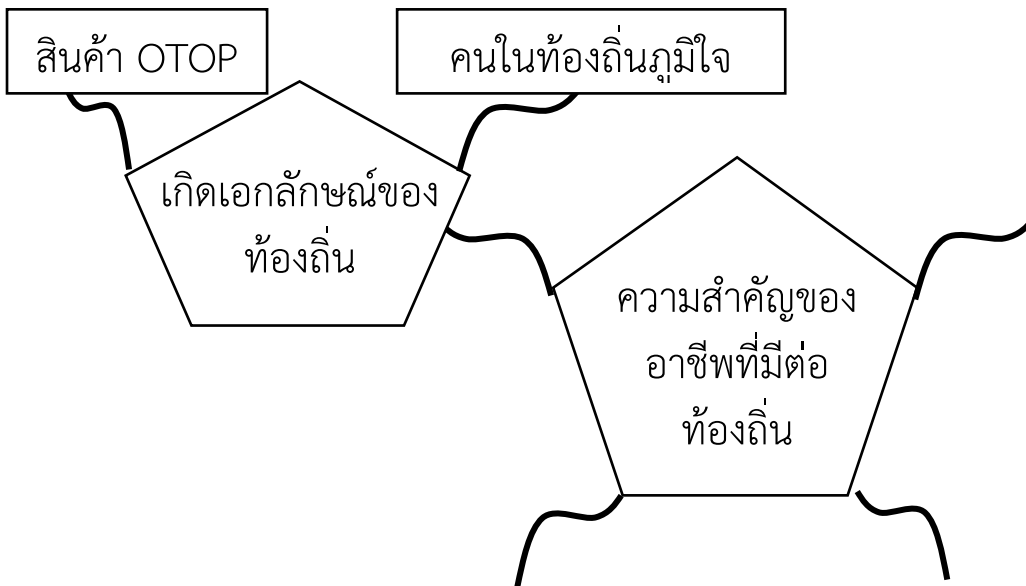 สินค้า OTOP
คนในท้องถิ่นภูมิใจ
เกิดเอกลักษณ์ของ
ท้องถิ่น
ความสำคัญของ
อาชีพที่มีต่อ
ท้องถิ่น